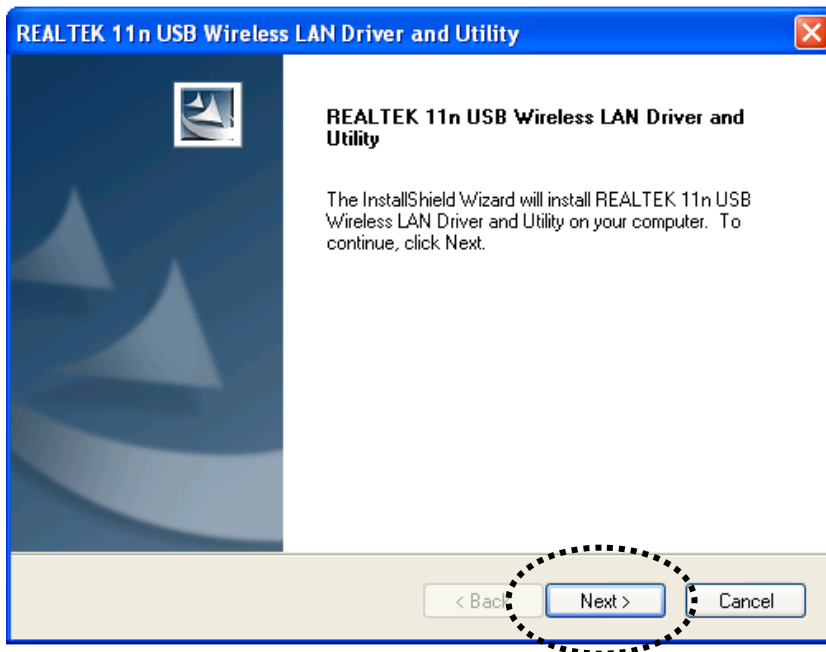 REALTEK 11n USB Wireless LAN Driver and Utility
REALTEK 11n USB Wireless LAN Driver and
Utility
The InstallShield Wizard will install REALTEK 11n USB
Wireless LAN Driver and Utility on your computer. To
continue, click Next.
< Back
Next >
Cancel